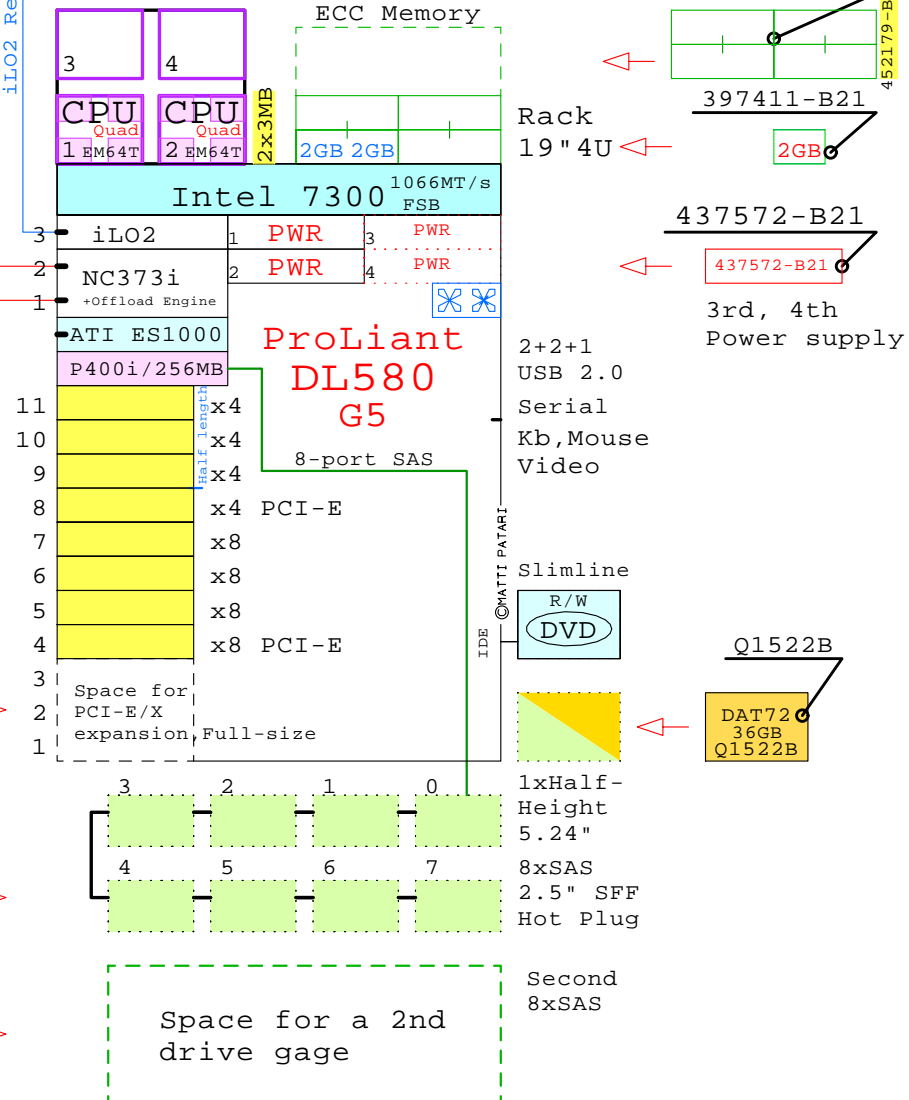 iLO2 Re
ECC Memory
3
4
CPU
Quad
1 EM64T
CPU
Quad
2 EM64T
2x3MB
2GB 2GB
Rack
19"4U
452179-B
397411-B21
2GB
Intel 7300
1066MT/s
FSB
3
iLO2
1 PWR
3 PWR
2
NC373i
2 PWR
4 PWR
1
+Offload Engine
437572-B21
437572-B21
3rd, 4th
Power supply
ATI ES1000
P400i/256MB
ProLiant
DL580
G5
2+2+1
USB 2.0
Serial
Kb,Mouse
Video
Half length
11 x4
10 x4
9 x4
8 x4 PCI-E
7 x8
6 x8
5 x8
4 x8 PCI-E
8-port SAS
©MATTI PATARI
Slimline
R/W
DVD
IDE
3
2
1
Space for
PCI-E/X
expansion,Full-size
Q1522B
DAT72
36GB
Q1522B
3 2 1 0
1xHalf-
Height
5.24"
4 5 6 7
8xSAS
2.5" SFF
Hot Plug
Second
8xSAS
Space for a 2nd
drive gage